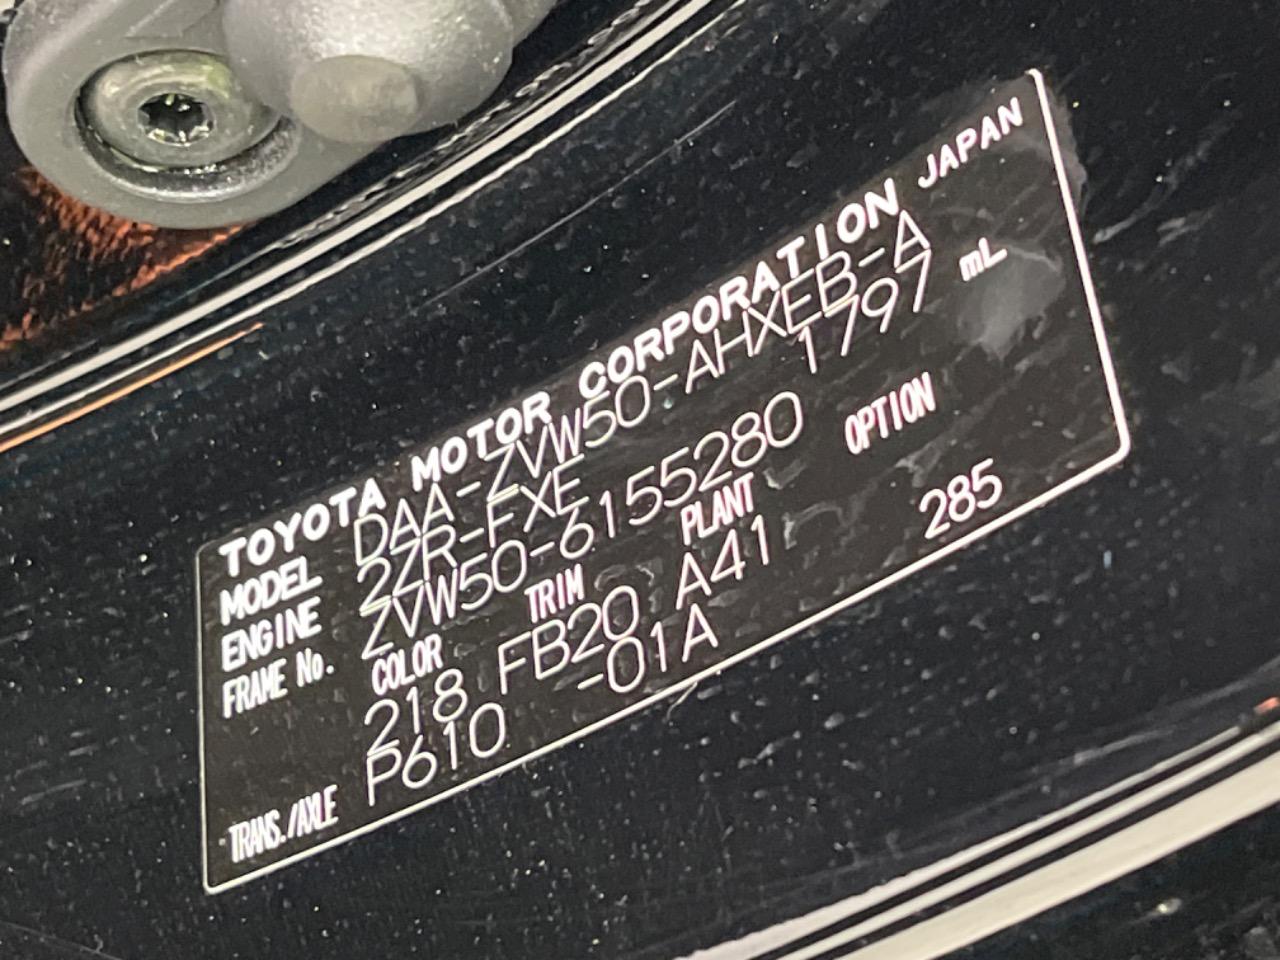 TOYOTA MOTOR CORPORATION JAPAN
MODEL DAA-ZVW50-AHXEB-A
ENGINE 2ZR-FXE 1797 mL
FRAME No. ZVW50-6155280
COLOR TRIM PLANT OPTION
218 FB20 A41 285
TRANS./AXLE P610 -01A